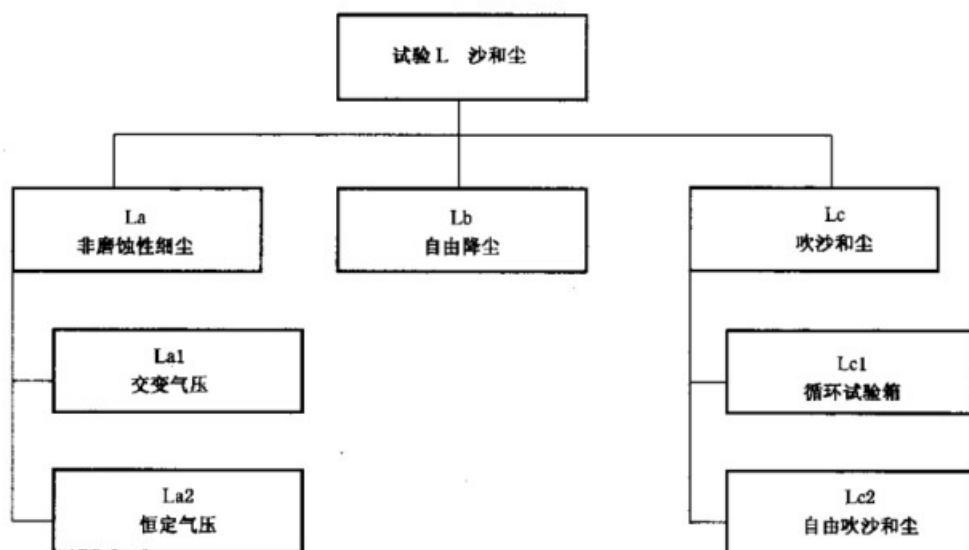 试验 L 沙和尘
La
非磨蚀性细尘
Lb
自由降尘
Lc
吹沙和尘
La1
交变气压
Lc1
循环试验箱
La2
恒定气压
Lc2
自由吹沙和尘